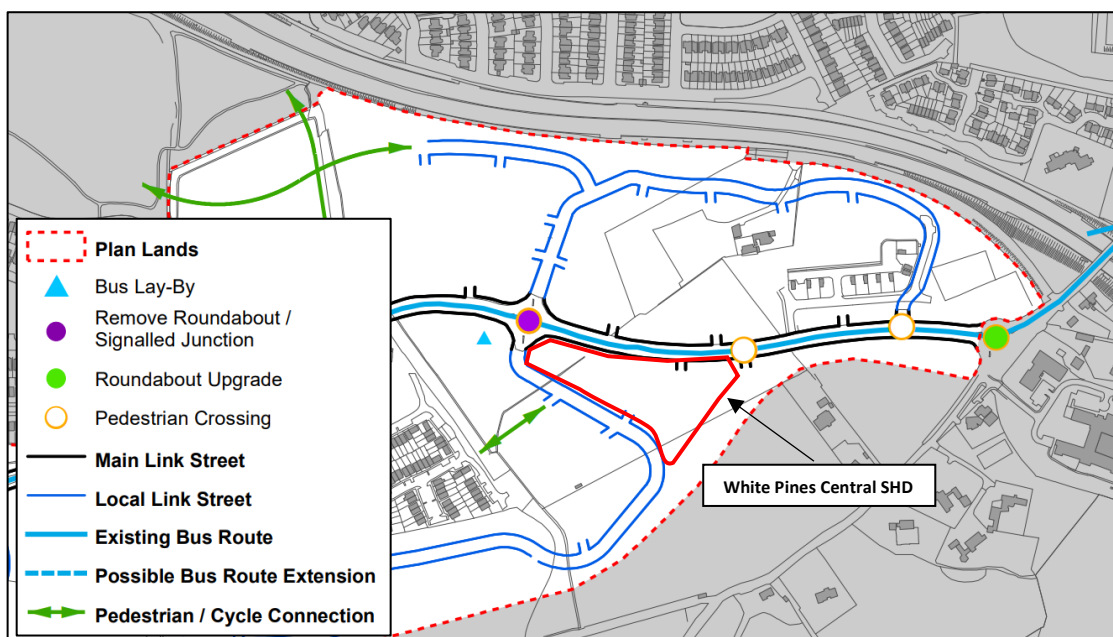 Plan Lands
Bus Lay-By
Remove Roundabout /
Signalled Junction
Roundabout Upgrade
Pedestrian Crossing
Main Link Street
Local Link Street
Existing Bus Route
Possible Bus Route Extension
Pedestrian / Cycle Connection
White Pines Central SHD